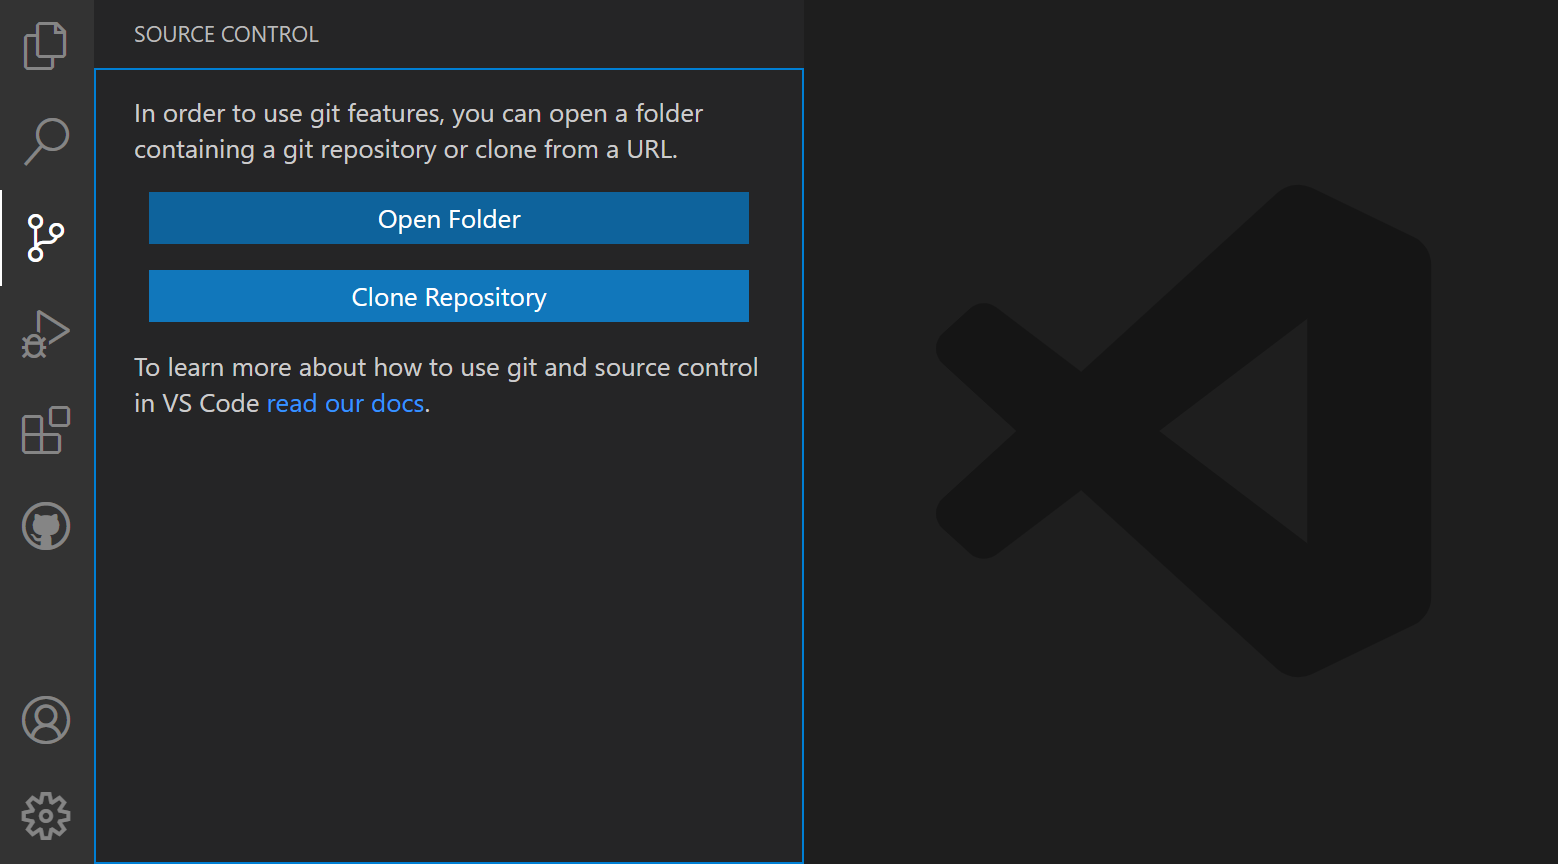 SOURCE CONTROL
In order to use git features, you can open a folder
containing a git repository or clone from a URL.
Open Folder
Clone Repository
To learn more about how to use git and source control
in VS Code read our docs.